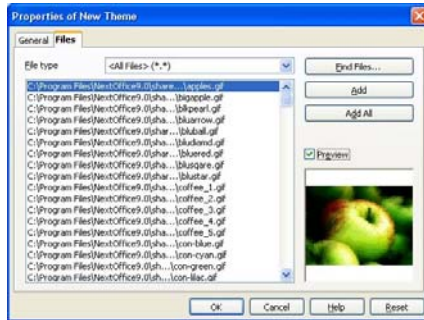 Properties of New Theme
General Files
File type <All Files> (*.*) Find Files...
C:\Program Files\NextOffice9.0\share...\apples.gif
C:\Program Files\NextOffice9.0\sha...\bigapple.gif
C:\Program Files\NextOffice9.0\sha...\blkpearl.gif
C:\Program Files\NextOffice9.0\sha...\bluarrow.gif
C:\Program Files\NextOffice9.0\shar...\bluball.gif
C:\Program Files\NextOffice9.0\sha...\bludiamd.gif
C:\Program Files\NextOffice9.0\shar...\bluered.gif
C:\Program Files\NextOffice9.0\sha...\blusqare.gif
C:\Program Files\NextOffice9.0\shar...\blustar.gif
C:\Program Files\NextOffice9.0\sha...\coffee_1.gif
C:\Program Files\NextOffice9.0\sha...\coffee_2.gif
C:\Program Files\NextOffice9.0\sha...\coffee_3.gif
C:\Program Files\NextOffice9.0\sha...\coffee_4.gif
C:\Program Files\NextOffice9.0\sha...\coffee_5.gif
C:\Program Files\NextOffice9.0\sh...\con-blue.gif
C:\Program Files\NextOffice9.0\sh...\con-cyan.gif
C:\Program Files\NextOffice9.0\sh...\con-green.gif
C:\Program Files\NextOffice9.0\sh...\con-lilac.gif
Add
Add All
Preview
OK Cancel Help Reset